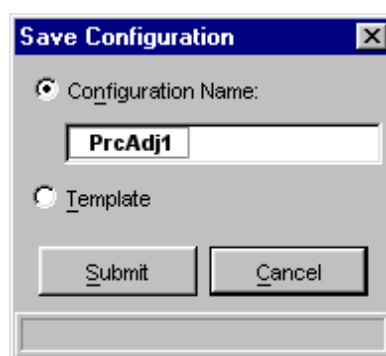 Save Configuration
Configuration Name:
PrcAdj1
Template
Submit
Cancel